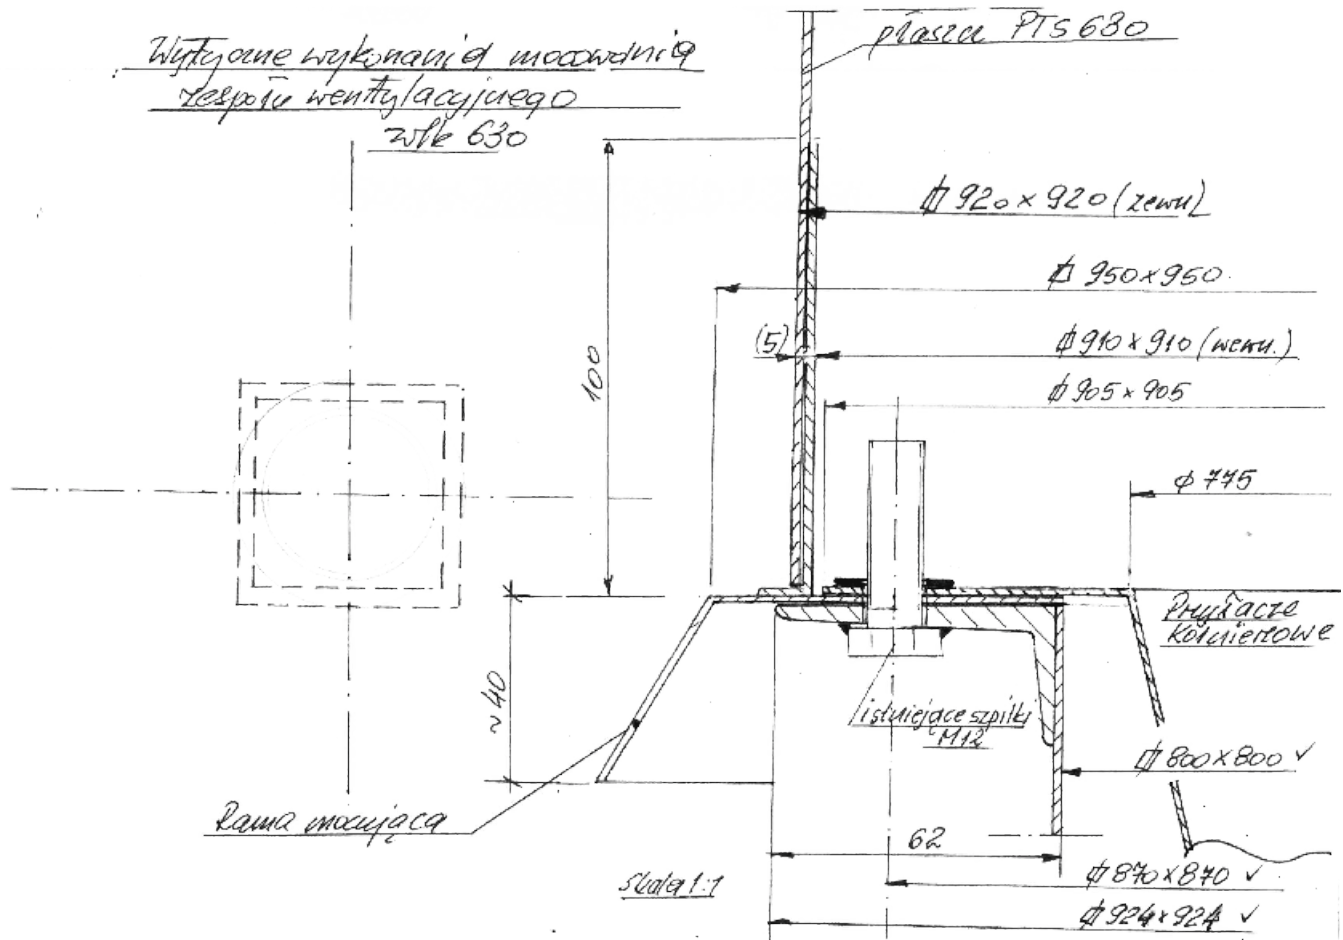 Wytyczne wykonania mocowania
zespołu wentylacyjnego
zwłk 630
płaszcz PTS 630
100
⌀ 920 × 920 (zewn)
⌀ 950 × 950
(5)
⌀ 910 × 910 (wewn.)
⌀ 905 × 905
⌀ 775
Przyłącze
kołnierzowe
~40
istniejące szpilki
M12
⌀ 800 × 800 ✓
Rama mocująca
62
skala 1:1
⌀ 870 × 870 ✓
⌀ 924 × 924 ✓